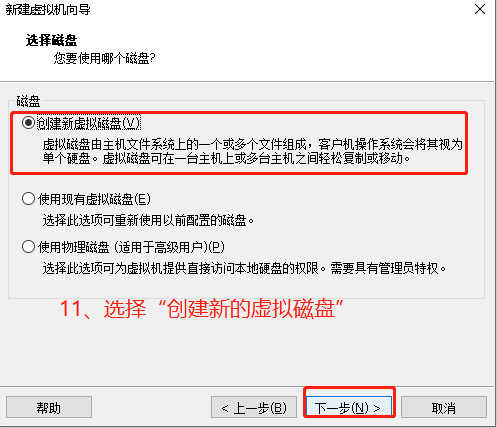 新建虚拟机向导
选择磁盘
您要使用哪个磁盘?
磁盘
创建新虚拟磁盘(V)
虚拟磁盘由主机文件系统上的一个或多个文件组成，客户机操作系统会将其视为
单个硬盘。虚拟磁盘可在一台主机上或多台主机之间轻松复制或移动。
使用现有虚拟磁盘(E)
选择此选项可重新使用以前配置的磁盘。
使用物理磁盘 (适用于高级用户)(P)
选择此选项可为虚拟机提供直接访问本地硬盘的权限。需要具有管理员特权。
11、选择“创建新的虚拟磁盘”
帮助
< 上一步(B)
下一步(N) >
取消